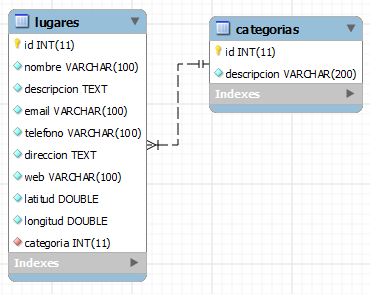 lugares
id INT(11)
nombre VARCHAR(100)
descripcion TEXT
email VARCHAR(100)
telefono VARCHAR(100)
direccion TEXT
web VARCHAR(100)
latitud DOUBLE
longitud DOUBLE
categoria INT(11)
Indexes
categorias
id INT(11)
descripcion VARCHAR(200)
Indexes